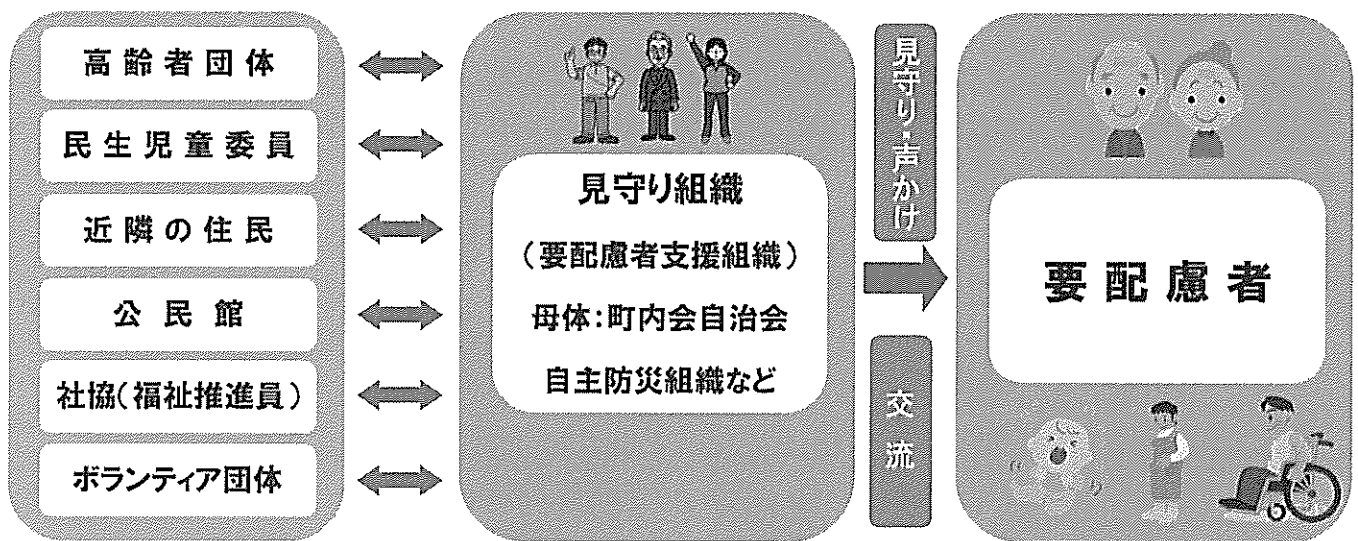 高齢者団体
民生児童委員
近隣の住民
公民館
社協(福祉推進員)
ボランティア団体
見守り組織
(要配慮者支援組織)
母体:町内会自治会
自主防災組織など
見守り・声かけ
交流
要配慮者